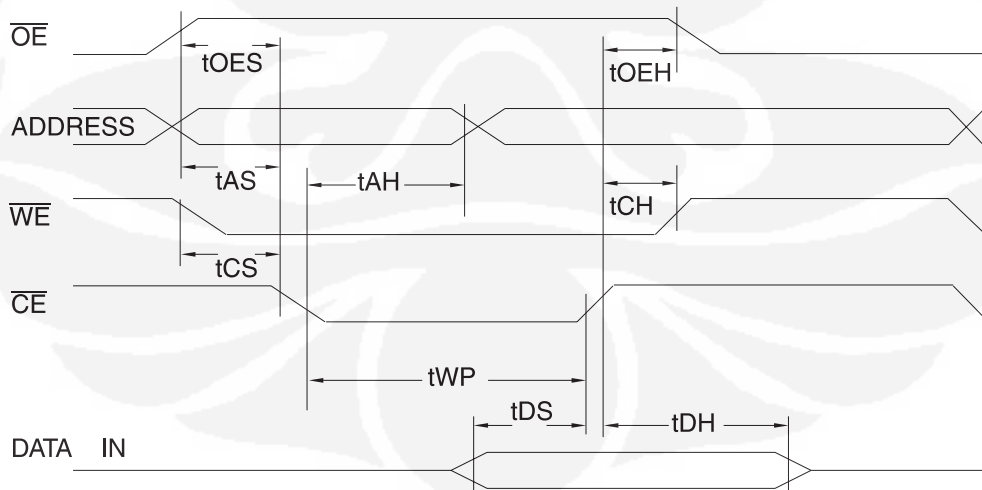 OE
tOES
tOEH
ADDRESS
tAS
tAH
tCH
WE
tCS
CE
tWP
tDS
tDH
DATA IN